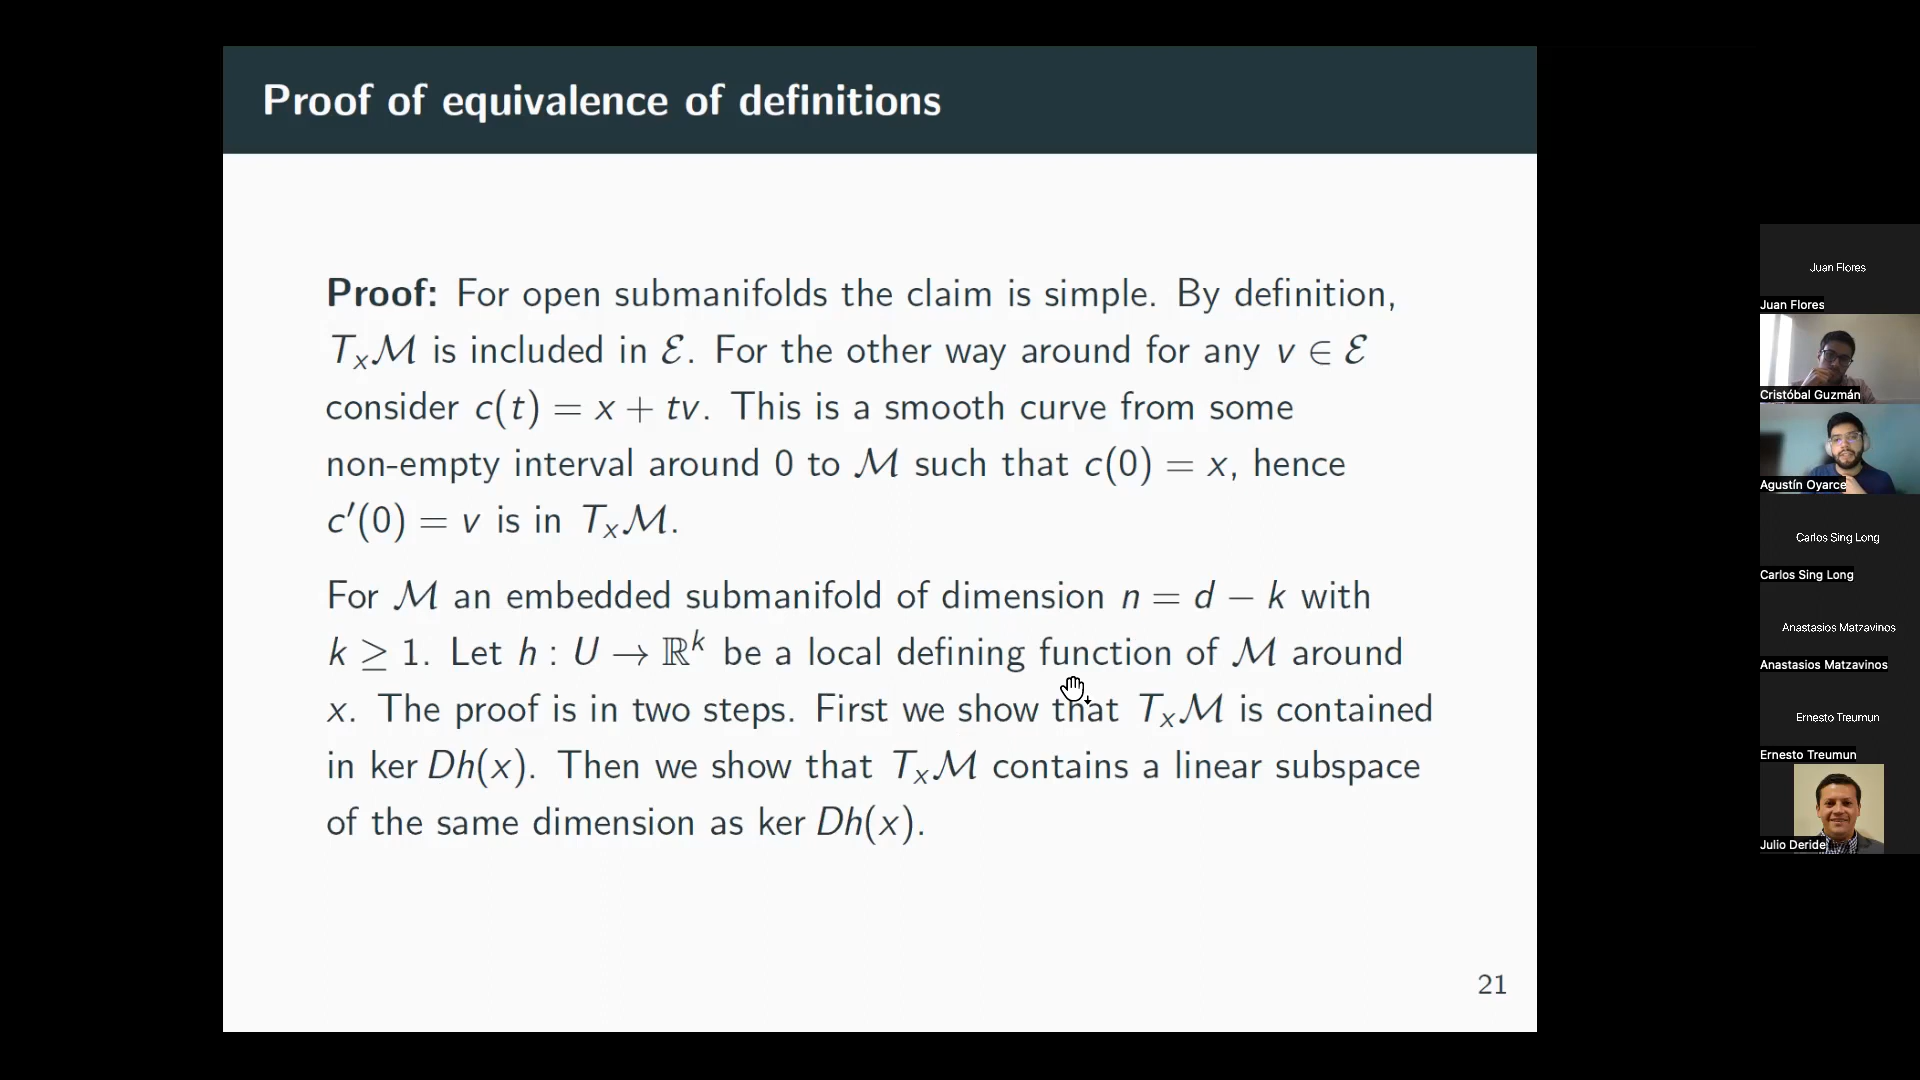 Proof of equivalence of definitions
Proof: For open submanifolds the claim is simple. By definition,
TₓℳM is included in ℰ. For the other way around for any v ∈ ℰ
consider c(t) = x + tv. This is a smooth curve from some
non-empty interval around 0 to ℳ such that c(0) = x, hence
c′(0) = v is in Tₓℳ.
For ℳ an embedded submanifold of dimension n = d − k with
k ≥ 1. Let h : U → ℝᵏ be a local defining function of ℳ around
x. The proof is in two steps. First we show that Tₓℳ is contained
in ker Dh(x). Then we show that Tₓℳ contains a linear subspace
of the same dimension as ker Dh(x).
21
Juan Flores
Juan Flores
Cristóbal Guzmán
Agustín Oyarce
Carlos Sing Long
Carlos Sing Long
Anastasios Matzavinos
Anastasios Matzavinos
Ernesto Treumun
Ernesto Treumun
Julio Deride